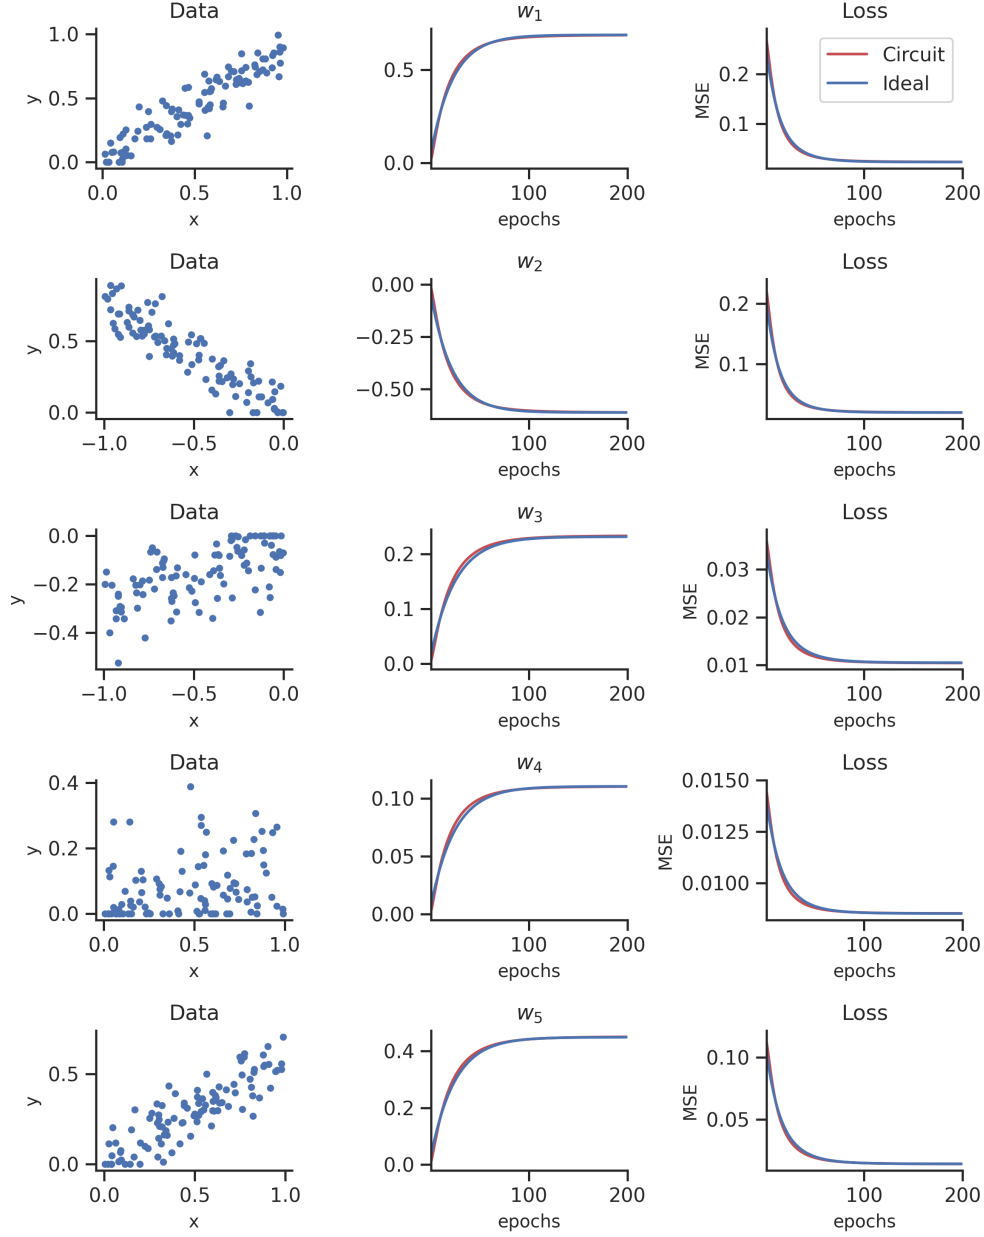 Data
w1
Loss
1.0
0.5
0.0
y
0.0 0.5 1.0
x
0.5
0.0
100 200
epochs
MSE
0.2
0.1
Circuit
Ideal
100 200
epochs
Data
w2
Loss
0.5
0.0
y
−1.0 −0.5 0.0
x
0.00
−0.25
−0.50
100 200
epochs
MSE
0.2
0.1
100 200
epochs
Data
w3
Loss
0.0
−0.2
−0.4
y
−1.0 −0.5 0.0
x
0.2
0.1
0.0
100 200
epochs
MSE
0.03
0.02
0.01
100 200
epochs
Data
w4
Loss
0.4
0.2
0.0
y
0.0 0.5 1.0
x
0.10
0.05
0.00
100 200
epochs
MSE
0.0150
0.0125
0.0100
100 200
epochs
Data
w5
Loss
0.5
0.0
y
0.0 0.5 1.0
x
0.4
0.2
0.0
100 200
epochs
MSE
0.10
0.05
100 200
epochs